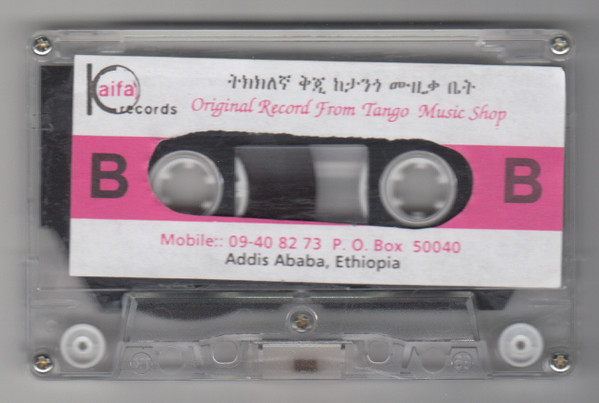 Kaifa
records
ትክክለኛ ቅጂ ከታንጎ ሙዚቃ ቤት
Original Record From Tango Music Shop
B
B
Mobile:: 09-40 82 73 P. O. Box 50040
Addis Ababa, Ethiopia